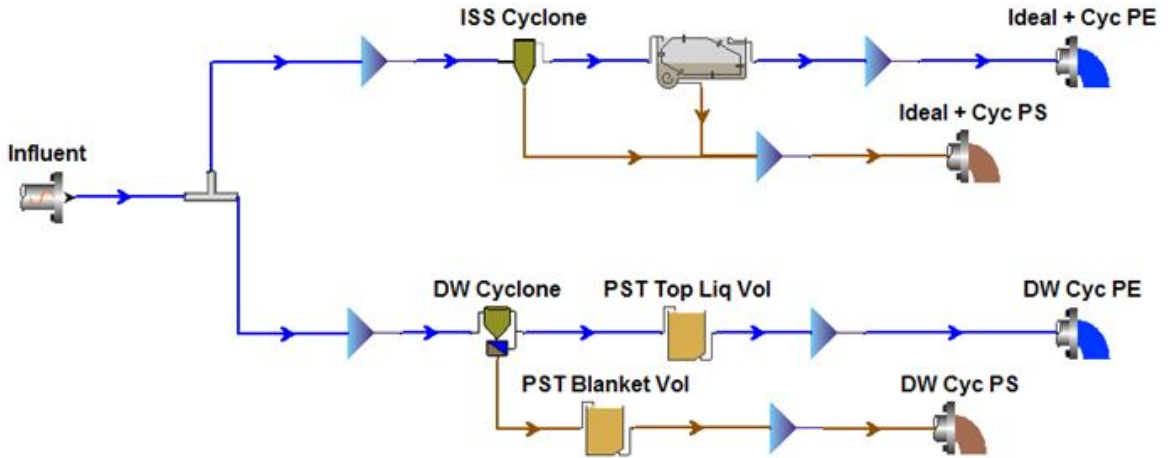 ISS Cyclone
Ideal + Cyc PE
Ideal + Cyc PS
Influent
DW Cyclone
PST Top Liq Vol
DW Cyc PE
PST Blanket Vol
DW Cyc PS